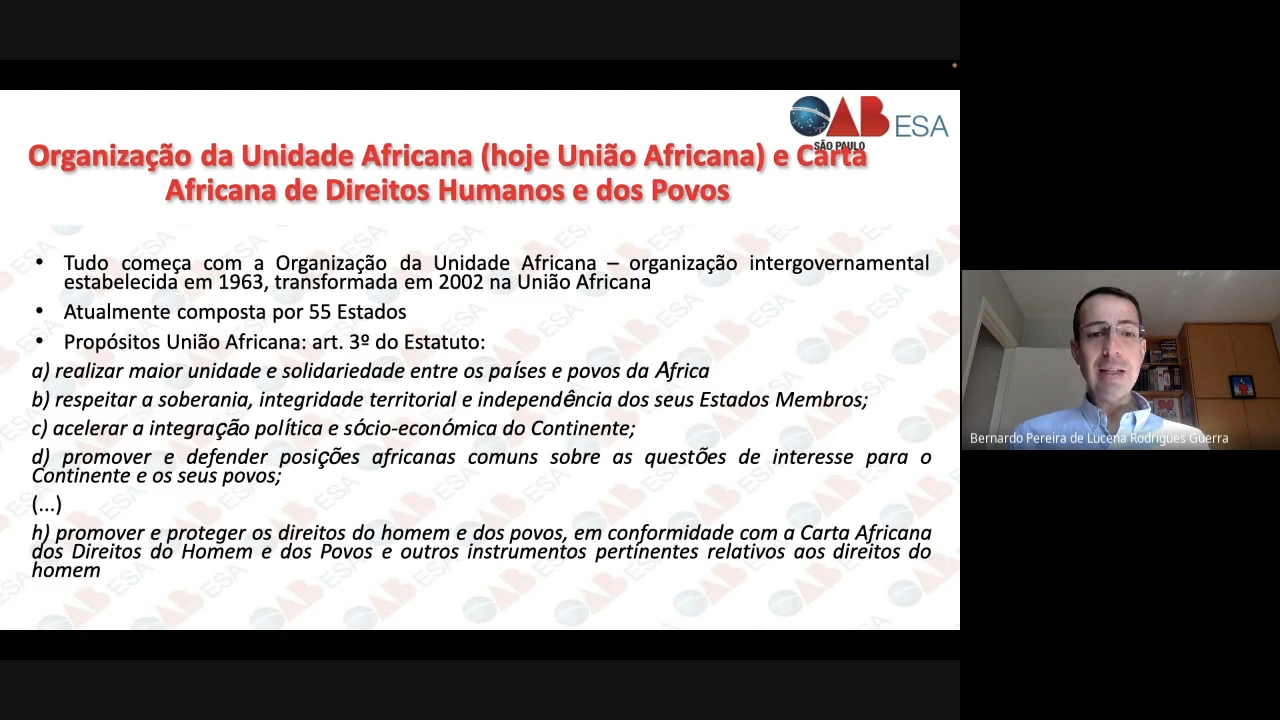 OAB ESA
SÃO PAULO
Organização da Unidade Africana (hoje União Africana) e Carta
Africana de Direitos Humanos e dos Povos
• Tudo começa com a Organização da Unidade Africana – organização intergovernamental
estabelecida em 1963, transformada em 2002 na União Africana
• Atualmente composta por 55 Estados
• Propósitos União Africana: art. 3º do Estatuto:
a) realizar maior unidade e solidariedade entre os países e povos da Africa
b) respeitar a soberania, integridade territorial e independência dos seus Estados Membros;
c) acelerar a integração política e sócio-económica do Continente;
d) promover e defender posições africanas comuns sobre as questões de interesse para o
Continente e os seus povos;
(...)
h) promover e proteger os direitos do homem e dos povos, em conformidade com a Carta Africana
dos Direitos do Homem e dos Povos e outros instrumentos pertinentes relativos aos direitos do
homem
Bernardo Pereira de Lucena Rodrigues Guerra